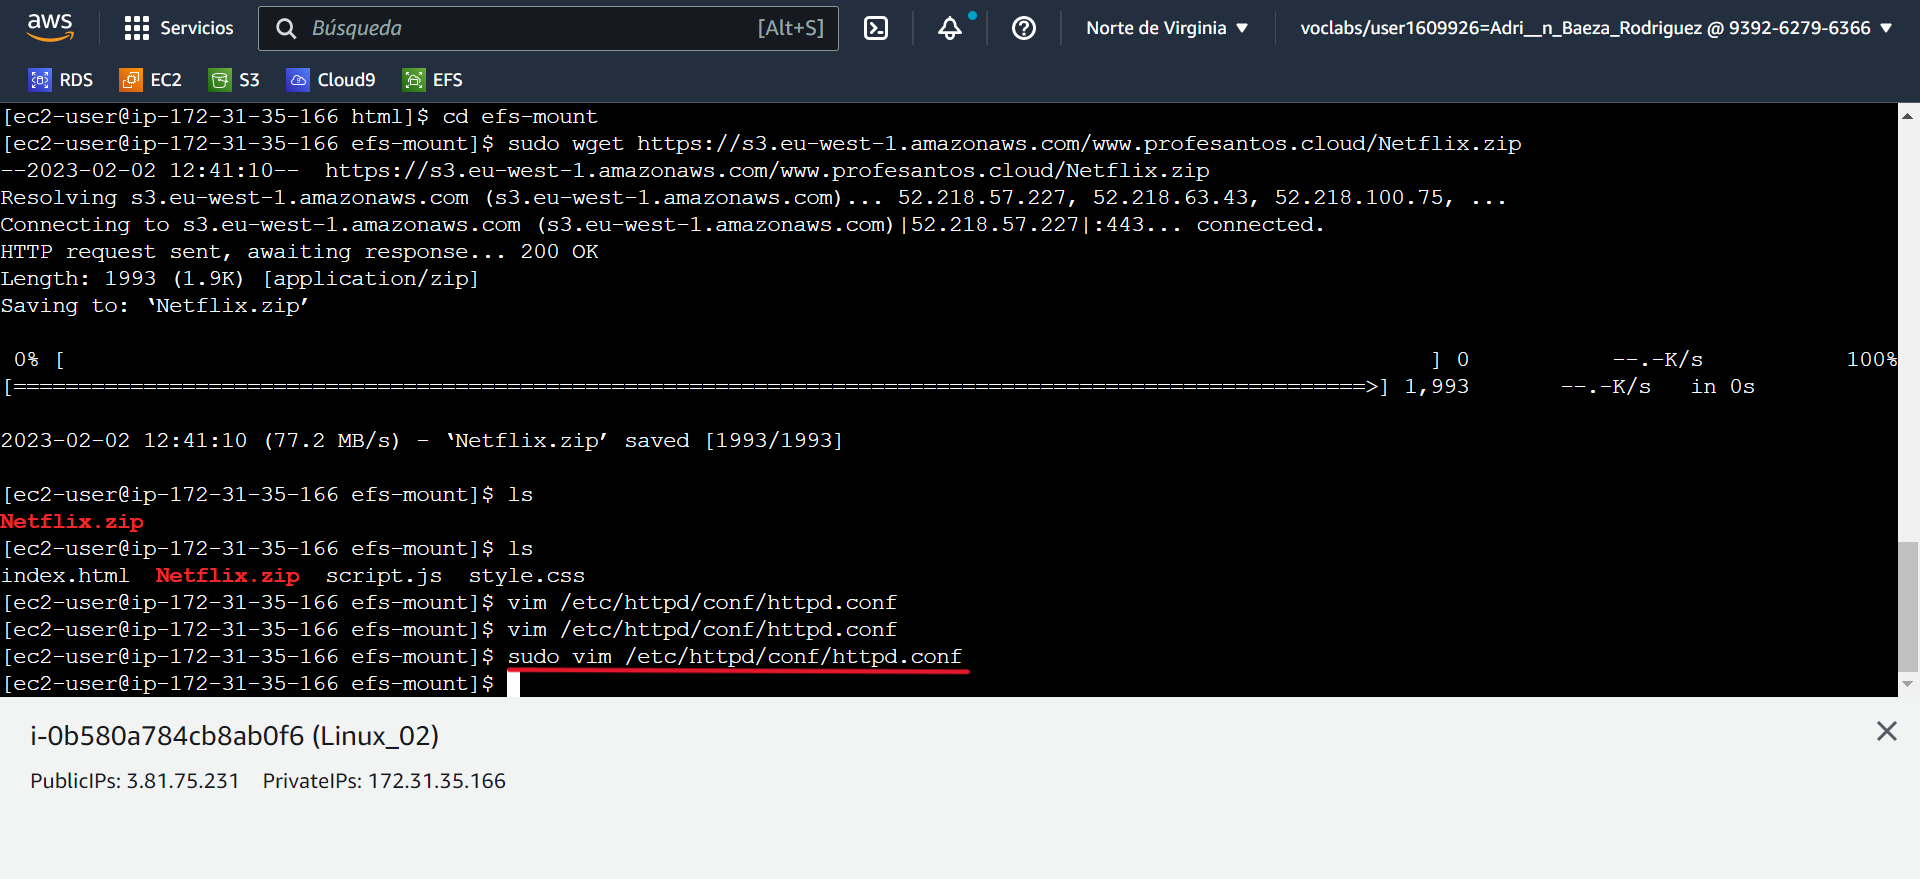 aws
Servicios
Búsqueda [Alt+S]
Norte de Virginia
voclabs/user1609926=Adri__n_Baeza_Rodriguez @ 9392-6279-6366
RDS EC2 S3 Cloud9 EFS
[ec2-user@ip-172-31-35-166 html]$ cd efs-mount
[ec2-user@ip-172-31-35-166 efs-mount]$ sudo wget https://s3.eu-west-1.amazonaws.com/www.profesantos.cloud/Netflix.zip
--2023-02-02 12:41:10--  https://s3.eu-west-1.amazonaws.com/www.profesantos.cloud/Netflix.zip
Resolving s3.eu-west-1.amazonaws.com (s3.eu-west-1.amazonaws.com)... 52.218.57.227, 52.218.63.43, 52.218.100.75, ...
Connecting to s3.eu-west-1.amazonaws.com (s3.eu-west-1.amazonaws.com)|52.218.57.227|:443... connected.
HTTP request sent, awaiting response... 200 OK
Length: 1993 (1.9K) [application/zip]
Saving to: ‘Netflix.zip’
0% [ ] 0 --.-K/s 100%
[========================================================================================================>] 1,993 --.-K/s in 0s
2023-02-02 12:41:10 (77.2 MB/s) - ‘Netflix.zip’ saved [1993/1993]
[ec2-user@ip-172-31-35-166 efs-mount]$ ls
Netflix.zip
[ec2-user@ip-172-31-35-166 efs-mount]$ ls
index.html  Netflix.zip  script.js  style.css
[ec2-user@ip-172-31-35-166 efs-mount]$ vim /etc/httpd/conf/httpd.conf
[ec2-user@ip-172-31-35-166 efs-mount]$ vim /etc/httpd/conf/httpd.conf
[ec2-user@ip-172-31-35-166 efs-mount]$ sudo vim /etc/httpd/conf/httpd.conf
[ec2-user@ip-172-31-35-166 efs-mount]$
i-0b580a784cb8ab0f6 (Linux_02)
PublicIPs: 3.81.75.231 PrivateIPs: 172.31.35.166